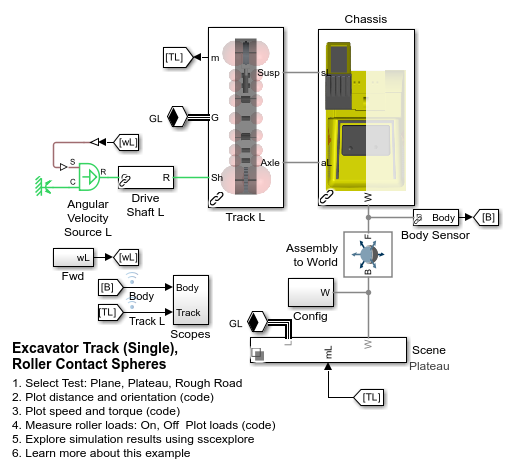 Chassis
[TL]
m
Susp
sL
GL
G
[wL]
S
C
R
R
Sh
Axle
aL
W
Angular
Velocity
Source L
Drive
Shaft L
Track L
B
Body
[B]
Body Sensor
F
Assembly
to World
B
wL
[wL]
Fwd
[B]
Body
Body
[TL]
Track L
Track
Scopes
W
Config
GL
L
mL
W
Scene
Plateau
[TL]
Excavator Track (Single),
Roller Contact Spheres
1. Select Test: Plane, Plateau, Rough Road
2. Plot distance and orientation (code)
3. Plot speed and torque (code)
4. Measure roller loads: On, Off Plot loads (code)
5. Explore simulation results using sscexplore
6. Learn more about this example